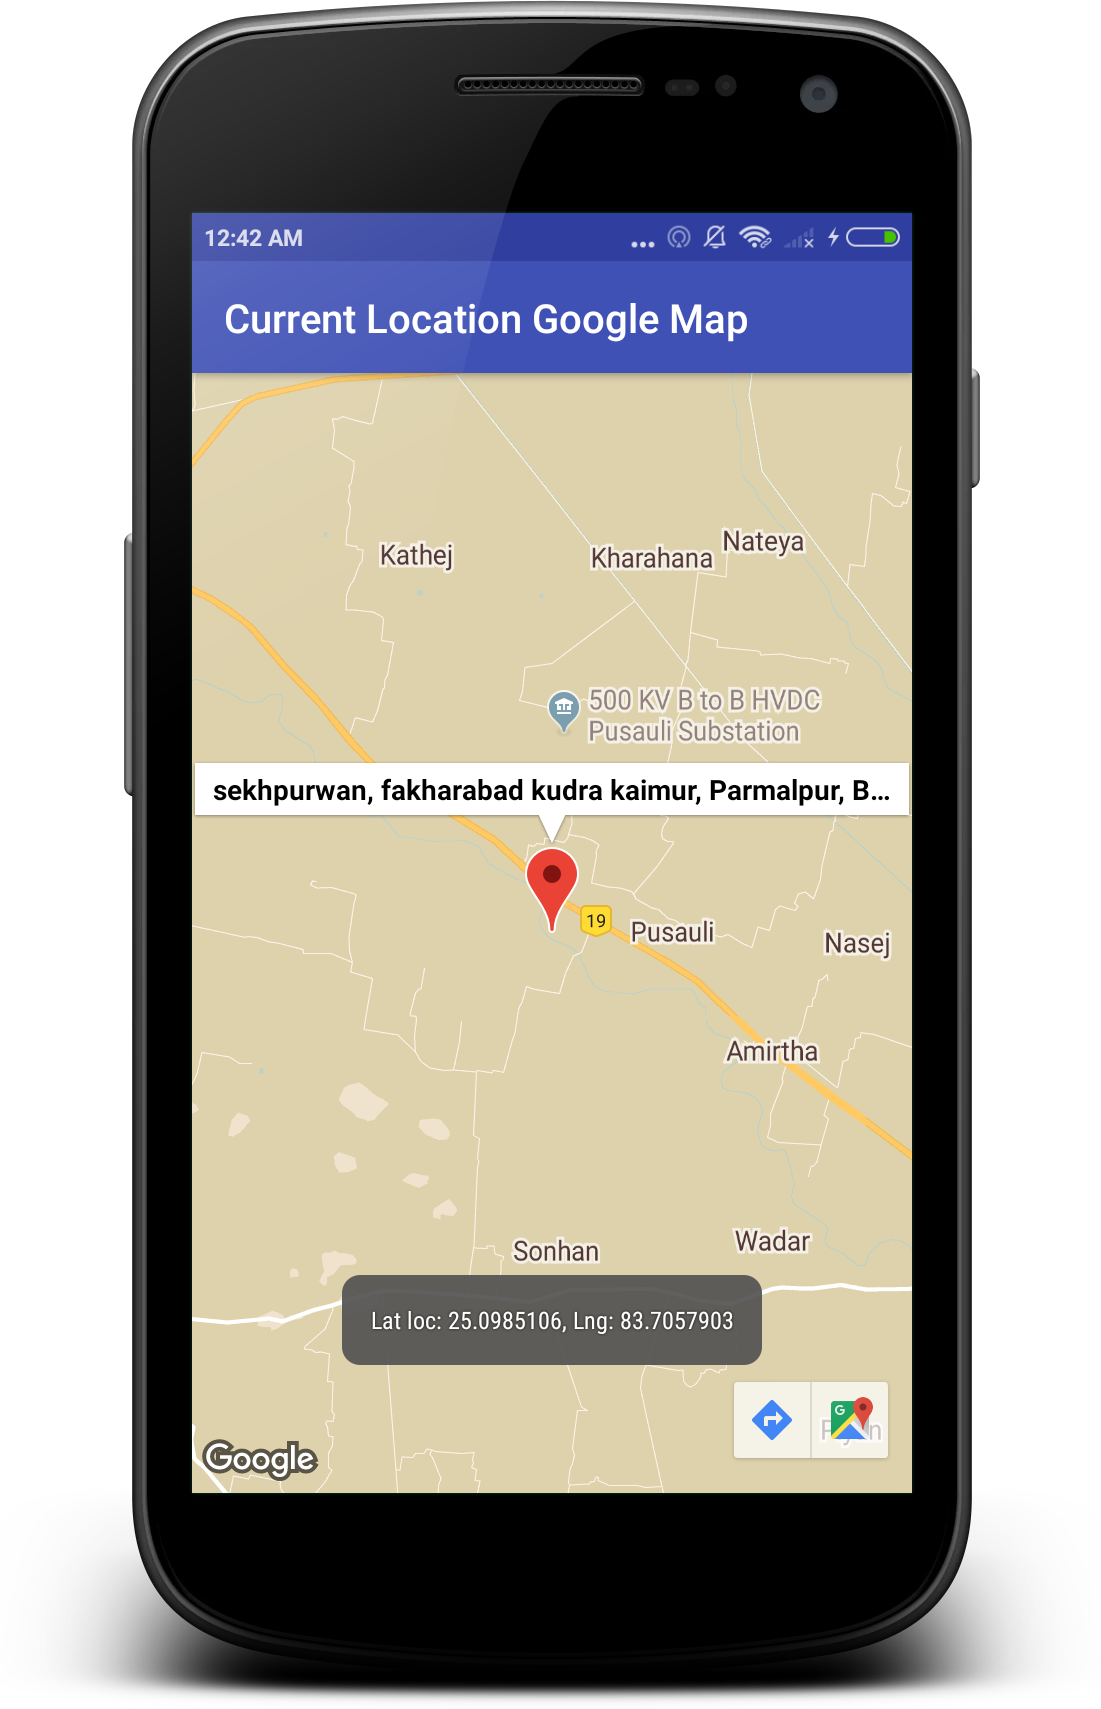 12:42 AM
Current Location Google Map
Kathej
Kharahana
Nateya
500 KV B to B HVDC
Pusauli Substation
sekhpurwan, fakharabad kudra kaimur, Parmalpur, B...
19
Pusauli
Nasej
Amirtha
Sonhan
Wadar
Lat loc: 25.0985106, Lng: 83.7057903
G
Google